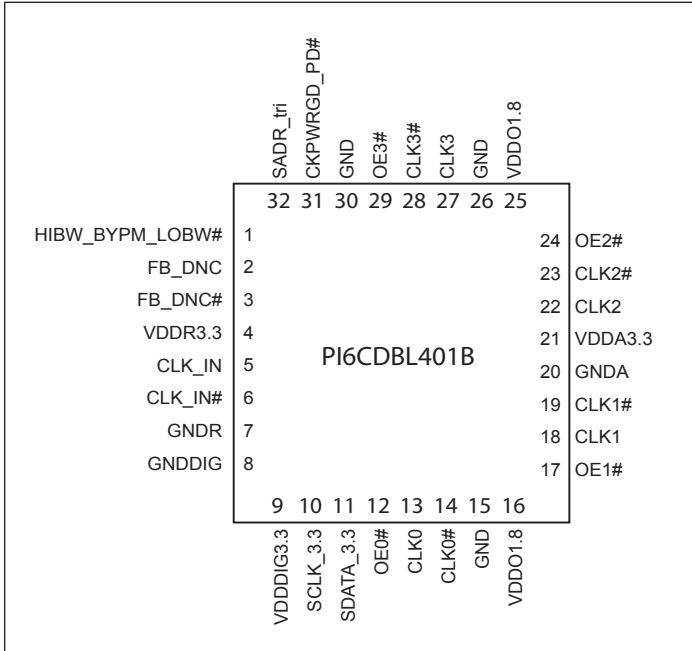 SADR_tri
CKPWRGD_PD#
GND
OE3#
CLK3#
CLK3
GND
VDDO1.8
32 31 30 29 28 27 26 25
HIBW_BYPM_LOBW# 1
FB_DNC 2
FB_DNC# 3
VDDR3.3 4
CLK_IN 5
CLK_IN# 6
GNDR 7
GNDDIG 8
PI6CDBL401B
24 OE2#
23 CLK2#
22 CLK2
21 VDDA3.3
20 GNDA
19 CLK1#
18 CLK1
17 OE1#
9 10 11 12 13 14 15 16
VDDDIG3.3
SCLK_3.3
SDATA_3.3
OE0#
CLK0
CLK0#
GND
VDDO1.8